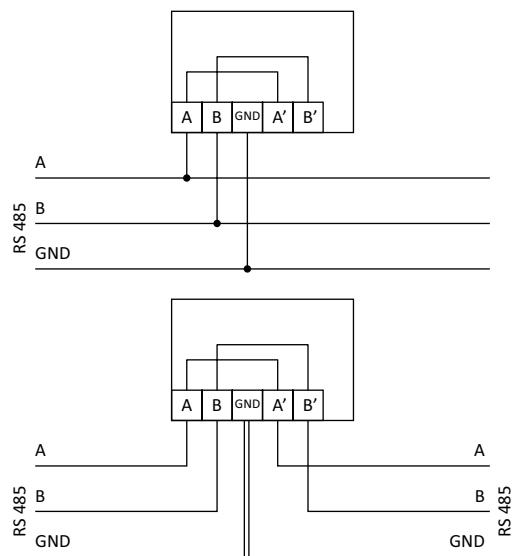 A B GND A’ B’
A
RS 485
B
GND
A B GND A’ B’
A A
RS 485 B B RS 485
GND GND